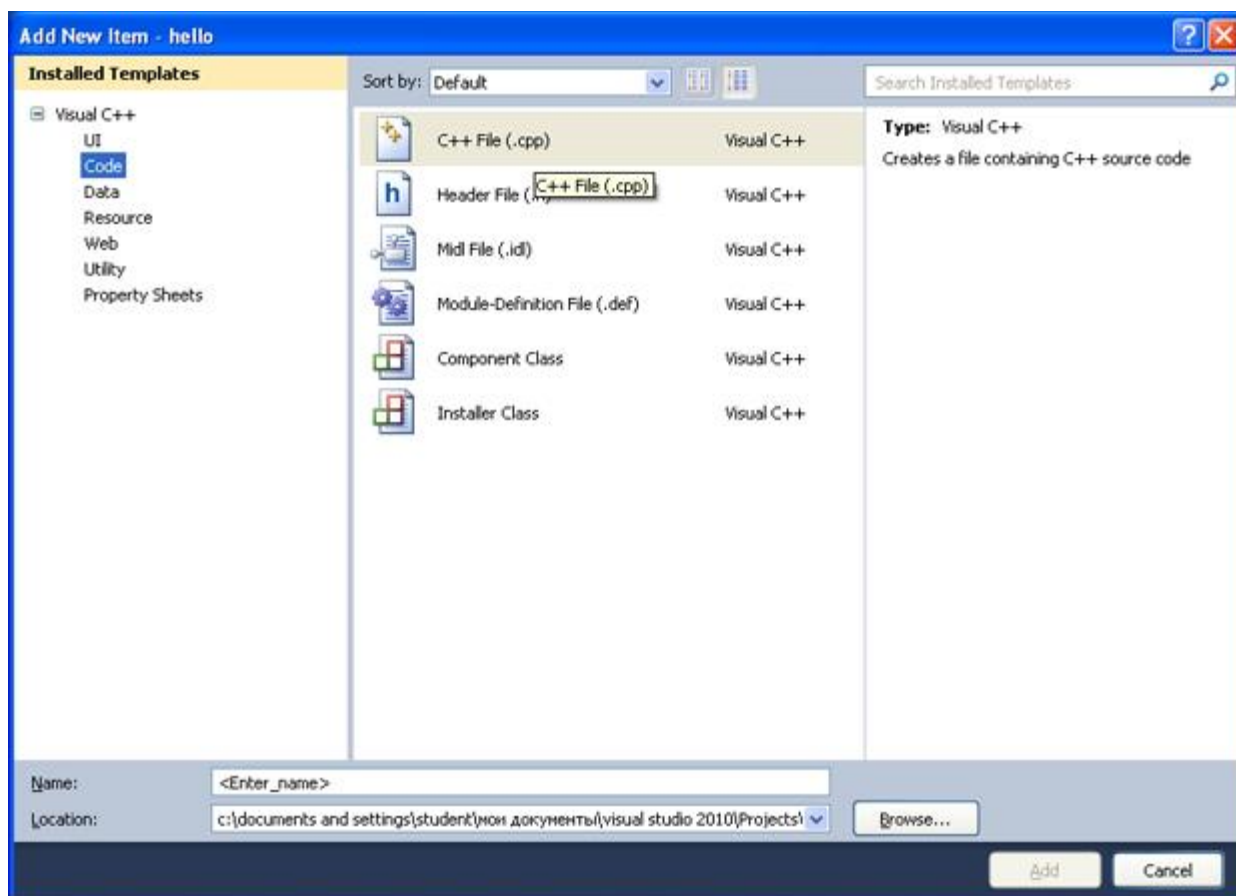 Add New Item - hello
Installed Templates
Sort by: Default
Search Installed Templates
Visual C++
UI
Code
Data
Resource
Web
Utility
Property Sheets
C++ File (.cpp) Visual C++
C++ File (.cpp)
Header File ( Visual C++
Midl File (.idl) Visual C++
Module-Definition File (.def) Visual C++
Component Class Visual C++
Installer Class Visual C++
Type: Visual C++
Creates a file containing C++ source code
Name: <Enter_name>
Location: c:\documents and settings\student\мои документы\visual studio 2010\Projects\
Browse...
Add Cancel